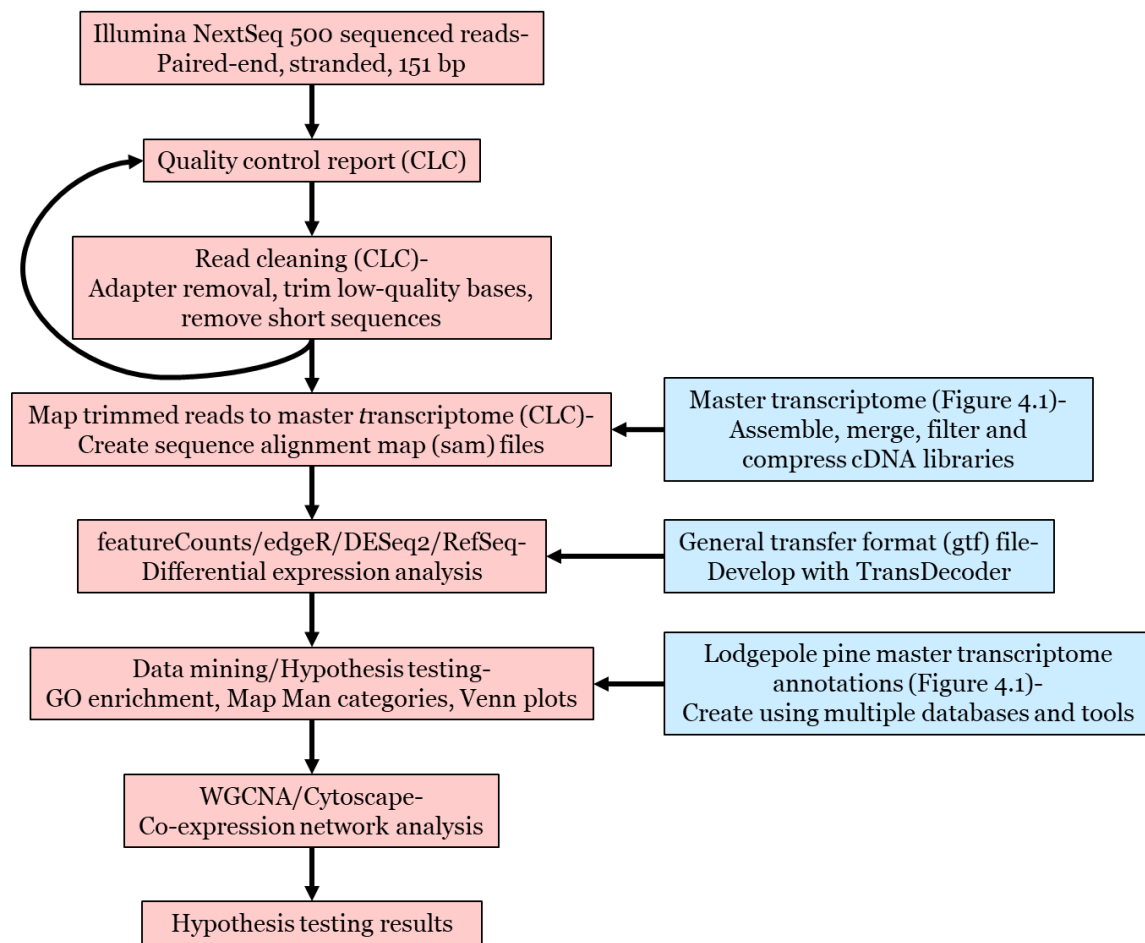 Illumina NextSeq 500 sequenced reads-
Paired-end, stranded, 151 bp
Quality control report (CLC)
Read cleaning (CLC)-
Adapter removal, trim low-quality bases,
remove short sequences
Map trimmed reads to master transcriptome (CLC)-
Create sequence alignment map (sam) files
Master transcriptome (Figure 4.1)-
Assemble, merge, filter and
compress cDNA libraries
featureCounts/edgeR/DESeq2/RefSeq-
Differential expression analysis
General transfer format (gtf) file-
Develop with TransDecoder
Data mining/Hypothesis testing-
GO enrichment, Map Man categories, Venn plots
Lodgepole pine master transcriptome
annotations (Figure 4.1)-
Create using multiple databases and tools
WGCNA/Cytoscape-
Co-expression network analysis
Hypothesis testing results